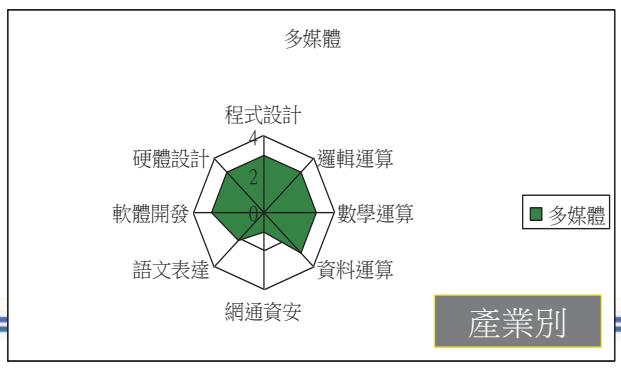 多媒體
程式設計
4
硬體設計
邏輯運算
2
軟體開發
0
數學運算
多媒體
語文表達
資料運算
網通資安
產業別